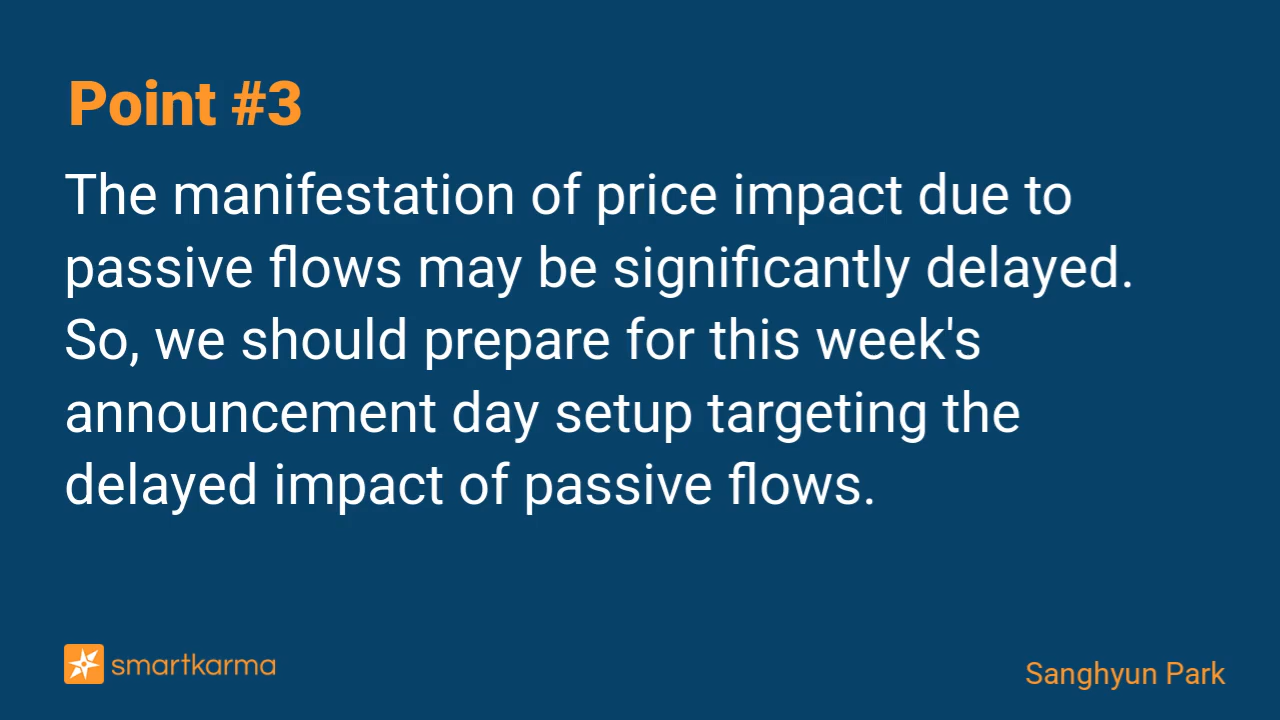 Point #3
The manifestation of price impact due to
passive flows may be significantly delayed.
So, we should prepare for this week's
announcement day setup targeting the
delayed impact of passive flows.
smartkarma
Sanghyun Park